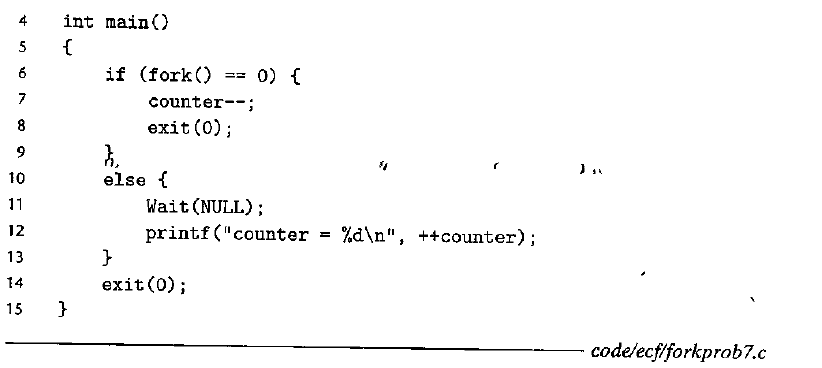 4 int main()
5 {
6 if (fork() == 0) {
7 counter--;
8 exit(0);
9 }
10 else {
11 Wait(NULL);
12 printf("counter = %d\n", ++counter);
13 }
14 exit(0);
15 }
code/ecf/forkprob7.c